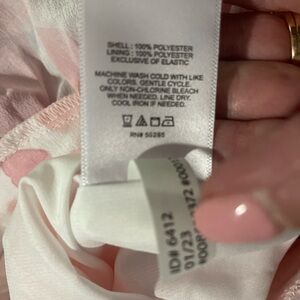 SHELL : 100% POLYESTER
LINING : 100% POLYESTER
EXCLUSIVE OF ELASTIC
MACHINE WASH COLD WITH LIKE
COLORS. GENTLE CYCLE.
ONLY NON-CHLORINE BLEACH
WHEN NEEDED. LINE DRY.
COOL IRON IF NEEDED.
RN# 55285
ID# 6412
01/23